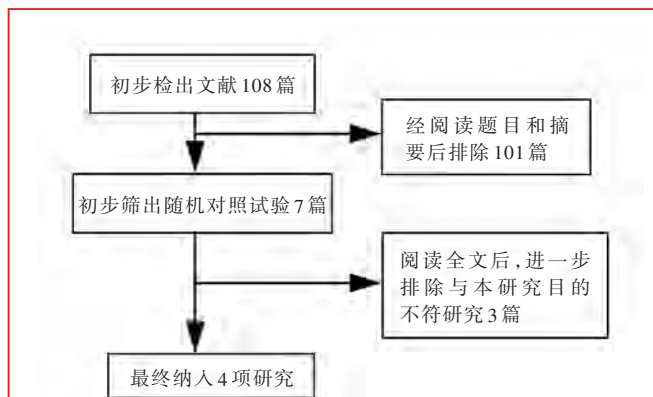 初步检出文献108篇
经阅读题目和摘
要后排除101篇
初步筛出随机对照试验7篇
阅读全文后,进一步
排除与本研究目的
不符研究3篇
最终纳入4项研究